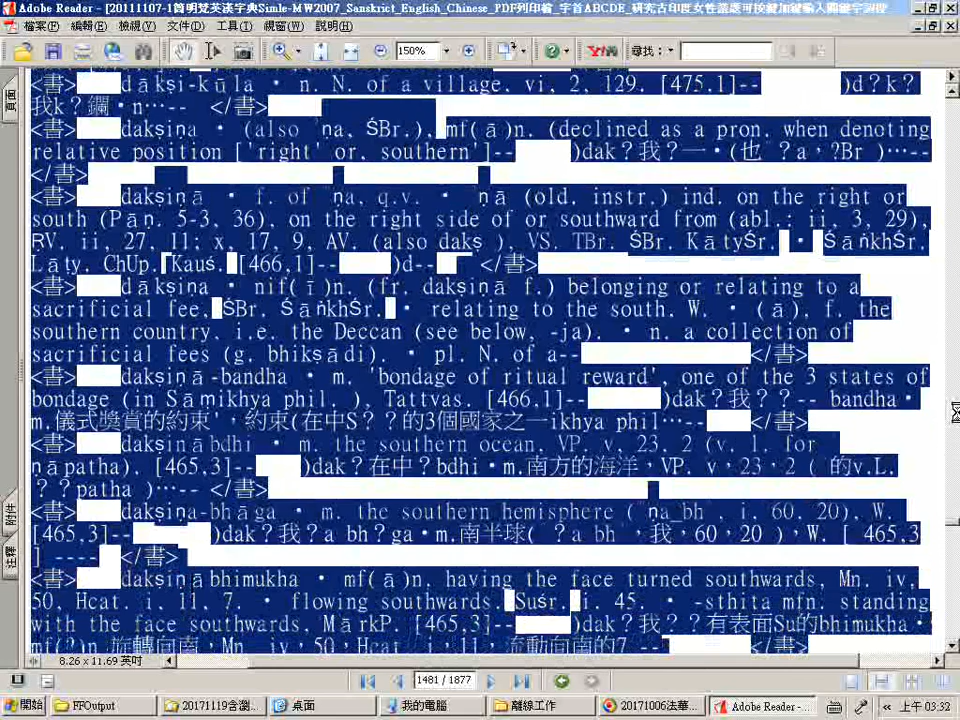 Adobe Reader - [20111107-1簡明梵英漢字典Simle-MW2007_Sanskrit_English_Chinese_PDF列印檔_字首ABCDE_研究古印度女性議題可按快捷鍵輸入關鍵字詞搜
檔案(F) 編輯(E) 檢視(V) 文件(D) 工具(T) 視窗(W) 說明(H)
150% 尋找：
頁面
<書> dākṣi-kūla • n. N. of a village. vi, 2, 129. [475,1]-- )d？k？
我k？鑭•n…-- </書>
<書> dakṣiṇa • (also ˚ṇa, ŚBr.), mf(ā)n. (declined as a pron. when denoting
relative position ['right' or, southern']-- )dak？我？一•(也 ˚？a，?Br )…--
</書>
<書> dakṣiṇā • f. of ˚ṇa, q.v. • ˚ṇā (old. instr.) ind. on the right or
south (Pāṇ. 5-3, 36), on the right side of or southward from (abl.; ii, 3, 29),
RV. ii, 27, 11; x, 17, 9, AV. (also dakṣ ), VS. TBr. ŚBr. KātyŚr. • ŚāṅkhŚr.
Lāṭy. ChUp. Kauś. [466,1]-- )d-- </書>
<書> dākṣiṇa • nif(ī)n. (fr. dakṣiṇā f.) belonging or relating to a
sacrificial fee, ŚBr. ŚāṅkhŚr. • relating to the south, W. • (ā), f. the
southern country, i.e. the Deccan (see below, -ja). • n. a collection of
sacrificial fees (g. bhikṣādi). • pl. N. of a-- </書>
<書> dakṣiṇā-bandha • m. 'bondage of ritual reward', one of the 3 states of
bondage (in Sāṃikhya phil. ), Tattvas. [466,1]-- )dak？我？？-- bandha•
m.儀式獎賞的約束'，約束(在中S？？的3個國家之一ikhya phil…-- </書>
<書> dakṣiṇābdhi • m. the southern ocean, VP. v, 23, 2 (v. l. for
ṇāpatha), [465,3]-- )dak？在中？bdhi•m.南方的海洋，VP. v，23，2 ( 的v.L.
？？patha )…-- </書>
<書> dakṣiṇa-bhāga • m. the southern hemisphere (˚ṇa_bh˚, i. 60, 20), W.
[465,3]-- )dak？我？a bh？ga•m.南半球( ˚？a bh˚，我，60，20 )，W. [ 465,3
] ---- </書>
<書> dakṣiṇābhimukha • mf(ā)n. having the face turned southwards, Mn. iv,
50, Hcat. i, 11, 7. • flowing southwards. Suśr. i. 45. • -sthita mfn. standing
with the face southwards, MārkP. [465,3]-- )dak？我？？有表面Su的bhimukha•
mf(?)n 旋轉向南，Mn. iv，50，Hcat. i，11，流動向南的7 -- </書>
附件
注釋
8.26 x 11.69 英吋
1481 / 1877
開始 FFOutput 20171119含瀏... 桌面 我的電腦 離線工作 20171006法華... Adobe Reader - [... 上午 03:32